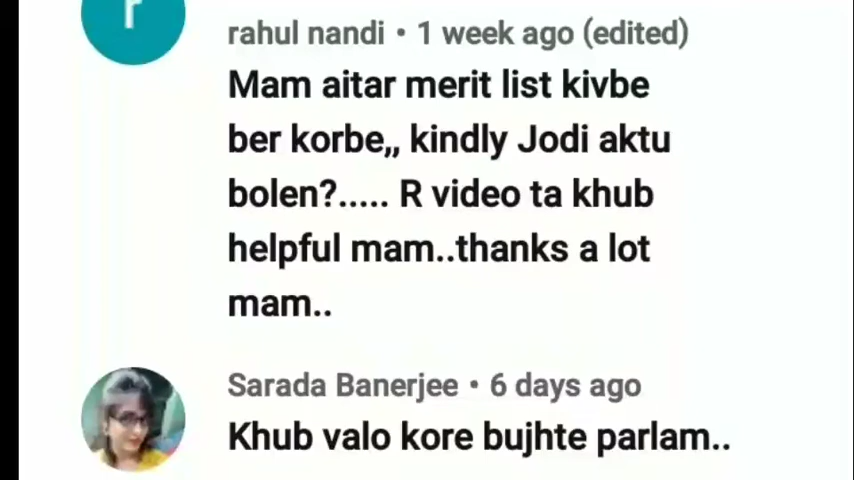 r
rahul nandi • 1 week ago (edited)
Mam aitar merit list kivbe
ber korbe,, kindly Jodi aktu
bolen?..... R video ta khub
helpful mam..thanks a lot
mam..
Sarada Banerjee • 6 days ago
Khub valo kore bujhte parlam..